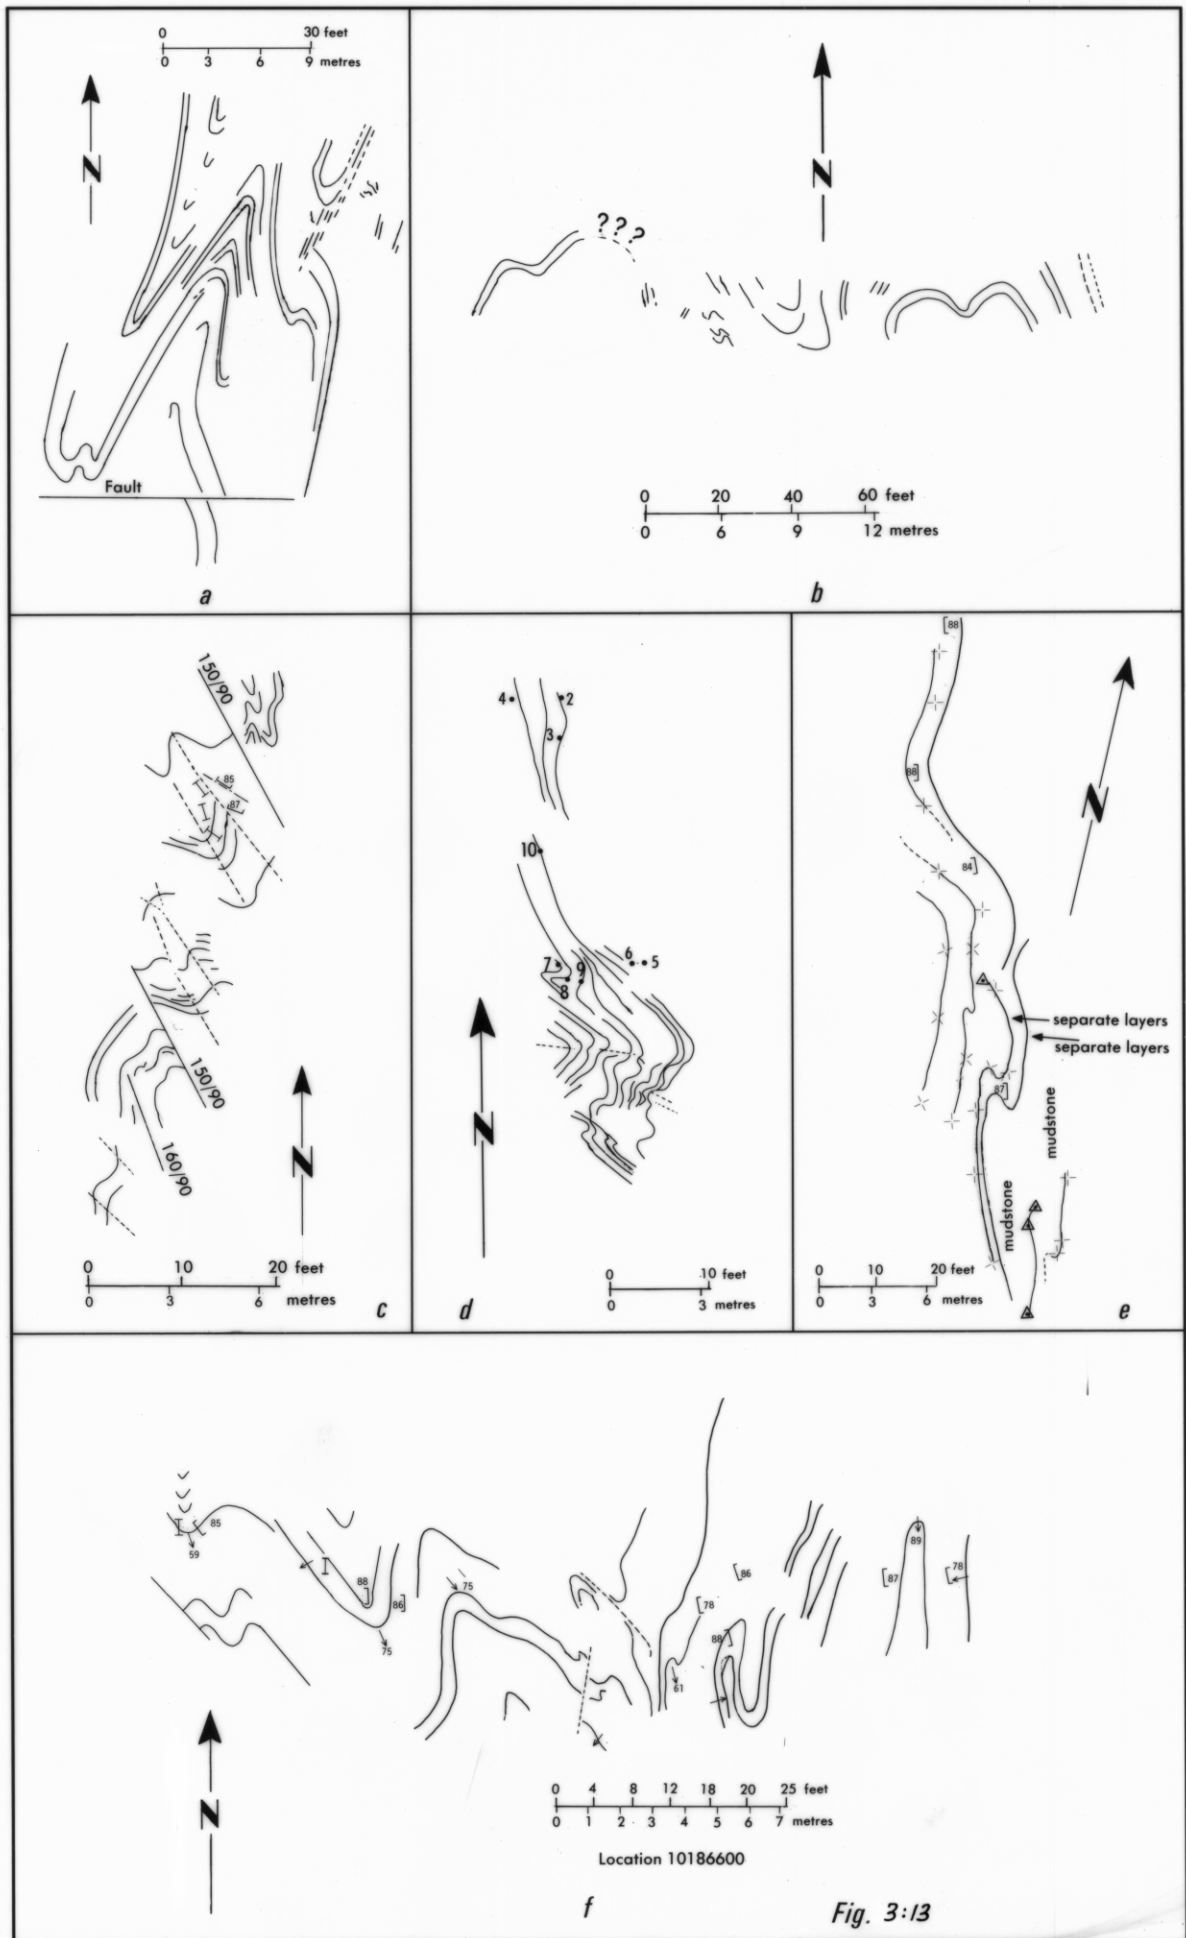 0 30 feet
0 3 6 9 metres
N
Fault
a
N
? ? ?
0 20 40 60 feet
0 6 9 12 metres
b
150/90
85
87
150/90
160/90
N
0 10 20 feet
0 3 6 metres
c
4 2
3
10
7 9 6 5
8
N
0 10 feet
0 3 metres
d
88
88
84
N
separate layers
separate layers
87
mudstone
mudstone
0 10 20 feet
0 3 6 metres
e
85
59
88
86
75
75
86
78
88
61
87
89
78
N
0 4 8 12 18 20 25 feet
0 1 2 3 4 5 6 7 metres
Location 10186600
f
Fig. 3:13